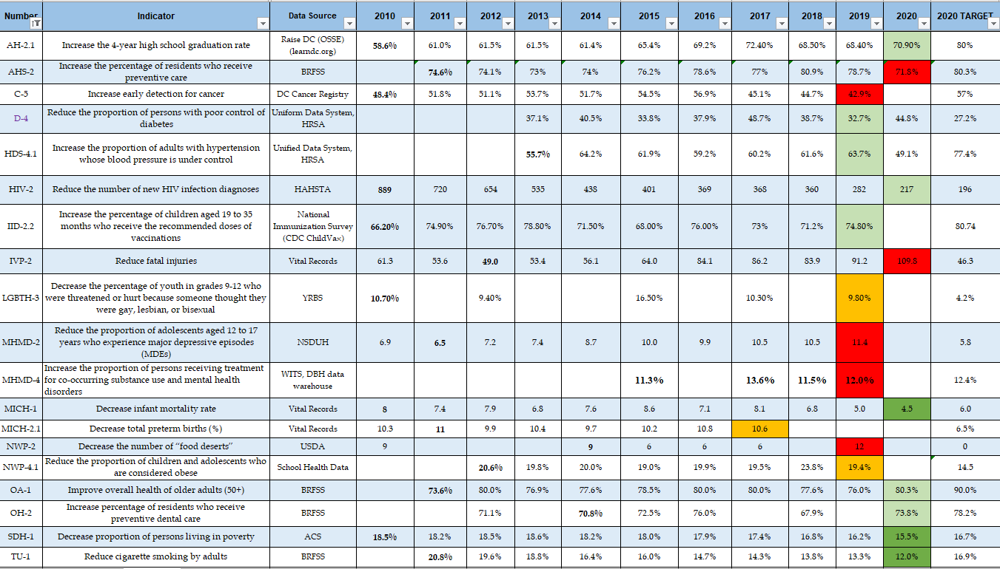 Number Indicator Data Source 2010 2011 2012 2013 2014 2015 2016 2017 2018 2019 2020 2020 TARGET
AH-2.1 Increase the 4-year high school graduation rate Raise DC (OSSE) (learndc.org) 58.6% 61.0% 61.5% 61.5% 61.4% 65.4% 69.2% 72.40% 68.50% 68.40% 70.90% 80%
AHS-2 Increase the percentage of residents who receive preventive care BRFSS 74.6% 74.1% 73% 74% 76.2% 78.6% 77% 80.9% 78.7% 71.8% 80.3%
C-5 Increase early detection for cancer DC Cancer Registry 48.4% 51.8% 51.1% 53.7% 51.7% 54.5% 56.9% 45.1% 44.7% 42.9% 57%
D-4 Reduce the proportion of persons with poor control of diabetes Uniform Data System, HRSA 37.1% 40.5% 33.8% 37.9% 48.7% 38.7% 32.7% 44.8% 27.2%
HDS-4.1 Increase the proportion of adults with hypertension whose blood pressure is under control Unified Data System, HRSA 55.7% 64.2% 61.9% 59.2% 60.2% 61.6% 63.7% 49.1% 77.4%
HIV-2 Reduce the number of new HIV infection diagnoses HAHSTA 889 720 654 535 438 401 369 368 360 282 217 196
IID-2.2 Increase the percentage of children aged 19 to 35 months who receive the recommended doses of vaccinations National Immunization Survey (CDC ChildVax) 66.20% 74.90% 76.70% 78.80% 71.50% 68.00% 76.00% 73% 71.2% 74.80% 80.74
IVP-2 Reduce fatal injuries Vital Records 61.3 53.6 49.0 53.4 56.1 64.0 84.1 86.2 83.9 91.2 109.8 46.3
LGBTH-3 Decrease the percentage of youth in grades 9-12 who were threatened or hurt because someone thought they were gay, lesbian, or bisexual YRBS 10.70% 9.40% 16.50% 10.30% 9.80% 4.2%
MHMD-2 Reduce the proportion of adolescents aged 12 to 17 years who experience major depressive episodes (MDEs) NSDUH 6.9 6.5 7.2 7.4 8.7 10.0 9.9 10.5 10.5 11.4 5.8
MHMD-4 Increase the proportion of persons receiving treatment for co-occurring substance use and mental health disorders WITS, DBH data warehouse 11.3% 13.6% 11.5% 12.0% 12.4%
MICH-1 Decrease infant mortality rate Vital Records 8 7.4 7.9 6.8 7.6 8.6 7.1 8.1 6.8 5.0 4.5 6.0
MICH-2.1 Decrease total preterm births (%) Vital Records 10.3 11 9.9 10.4 9.7 10.2 10.8 10.6 6.5%
NWP-2 Decrease the number of "food deserts" USDA 9 9 6 6 6 12 0
NWP-4.1 Reduce the proportion of children and adolescents who are considered obese School Health Data 20.6% 19.8% 20.0% 19.0% 19.9% 19.5% 23.8% 19.4% 14.5
OA-1 Improve overall health of older adults (50+) BRFSS 73.6% 80.0% 76.9% 77.6% 78.5% 80.0% 80.0% 77.6% 76.0% 80.3% 90.0%
OH-2 Increase percentage of residents who receive preventive dental care BRFSS 71.1% 70.8% 72.5% 76.0% 67.9% 73.8% 78.2%
SDH-1 Decrease proportion of persons living in poverty ACS 18.5% 18.2% 18.5% 18.6% 18.2% 18.0% 17.9% 17.4% 16.8% 16.2% 15.5% 16.7%
TU-1 Reduce cigarette smoking by adults BRFSS 20.8% 19.6% 18.8% 16.4% 16.0% 14.7% 14.3% 13.8% 13.3% 12.0% 16.9%